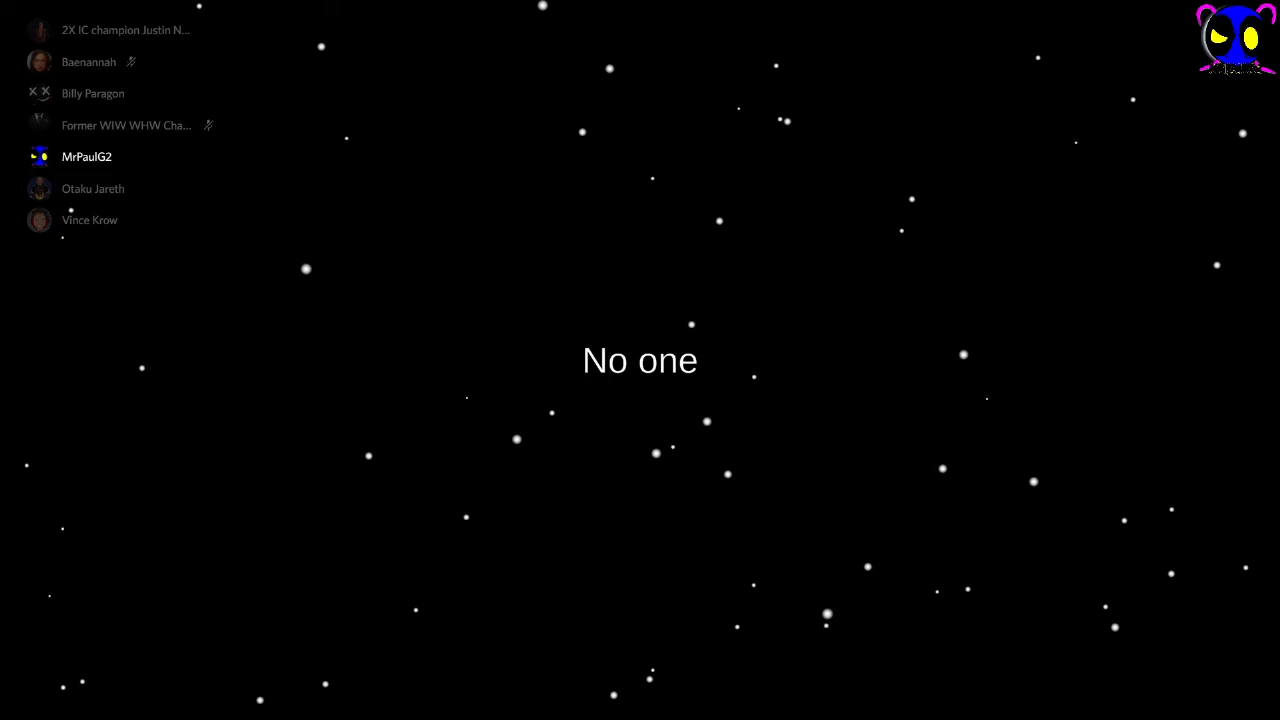 2X IC champion Justin N...
Baenannah
Billy Paragon
Former WIW WHW Cha...
MrPaulG2
Otaku Jareth
Vince Krow
No one